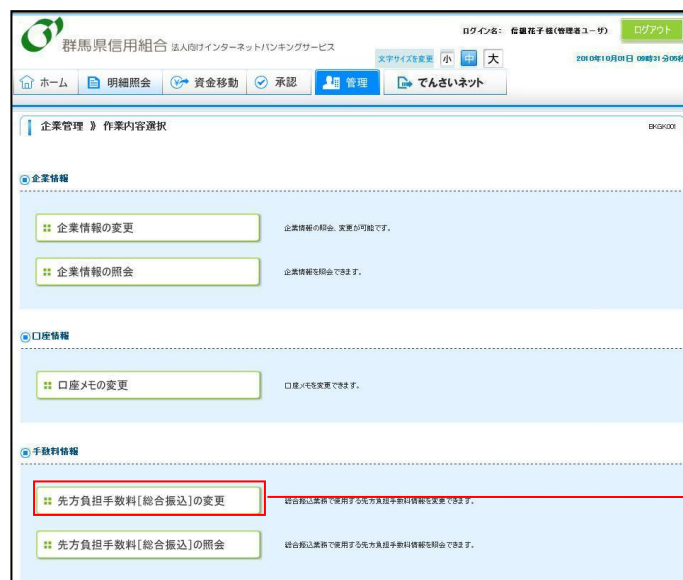 ログイン名: 信組花子様(管理者ユーザ)
ログアウト
群馬県信用組合 法人向けインターネットバンキングサービス
文字サイズを変更 小 中 大
2010年10月01日 09時31分05秒
ホーム 明細照会 資金移動 承認 管理 でんさいネット
企業管理 》 作業内容選択
BKGK001
企業情報
企業情報の変更
企業情報の照会、変更が可能です。
企業情報の照会
企業情報を照会できます。
口座情報
口座メモの変更
口座メモを変更できます。
手数料情報
先方負担手数料[総合振込]の変更
総合振込業務で使用する先方負担手数料情報を変更できます。
先方負担手数料[総合振込]の照会
総合振込業務で使用する先方負担手数料情報を照会できます。